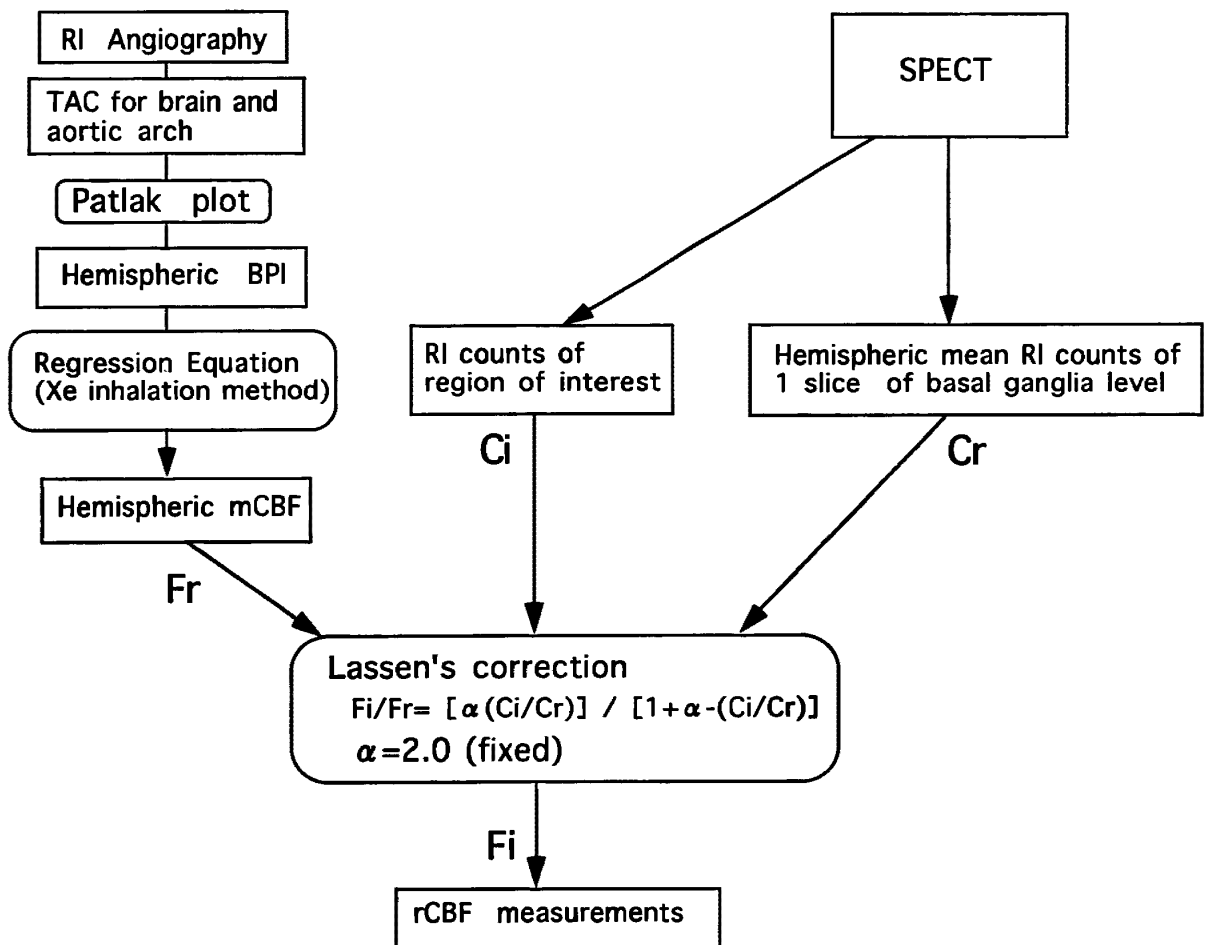 RI Angiography
TAC for brain and
aortic arch
Patlak plot
Hemispheric BPI
Regression Equation
(Xe inhalation method)
Hemispheric mCBF
Fr
SPECT
RI counts of
region of interest
Ci
Hemispheric mean RI counts of
1 slice of basal ganglia level
Cr
Lassen's correction
Fi/Fr= [α(Ci/Cr)] / [1+α-(Ci/Cr)]
α=2.0 (fixed)
Fi
rCBF measurements